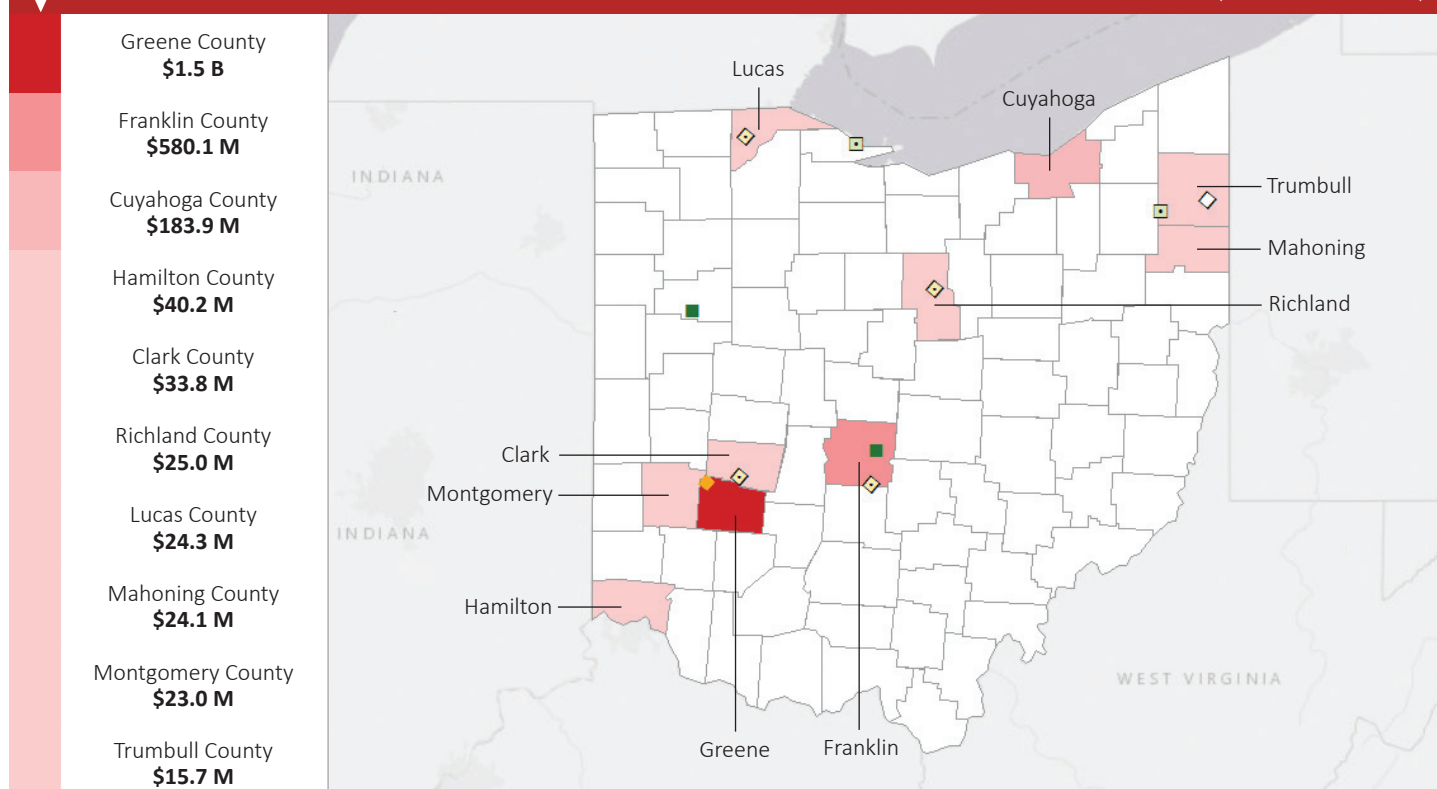 Greene County
$1.5 B
Franklin County
$580.1 M
Cuyahoga County
$183.9 M
Hamilton County
$40.2 M
Clark County
$33.8 M
Richland County
$25.0 M
Lucas County
$24.3 M
Mahoning County
$24.1 M
Montgomery County
$23.0 M
Trumbull County
$15.7 M
Lucas
Cuyahoga
INDIANA
Trumbull
Mahoning
Richland
Clark
Montgomery
INDIANA
Hamilton
WEST VIRGINIA
Greene
Franklin